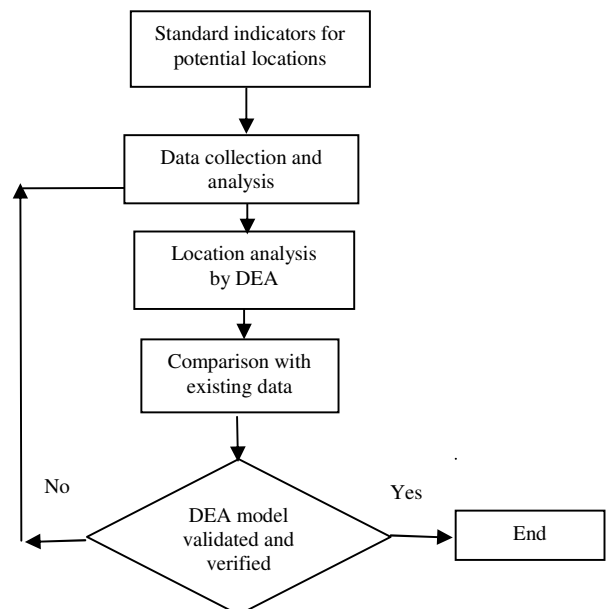 Standard indicators for
potential locations
Data collection and
analysis
Location analysis
by DEA
Comparison with
existing data
No
Yes
DEA model
validated and
verified
End